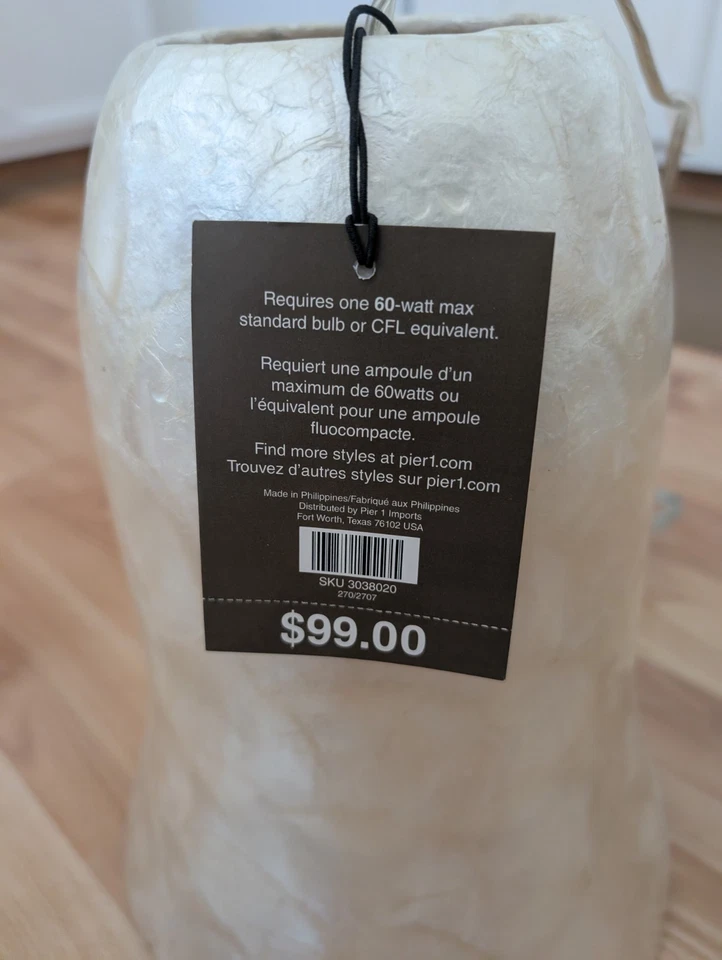 Requires one 60-watt max
standard bulb or CFL equivalent.
Requiert une ampoule d'un
maximum de 60watts ou
l'équivalent pour une ampoule
fluocompacte.
Find more styles at pier1.com
Trouvez d'autres styles sur pier1.com
Made in Philippines/Fabriqué aux Philippines
Distributed by Pier 1 Imports
Fort Worth, Texas 76102 USA
SKU 3038020
270/2707
$99.00